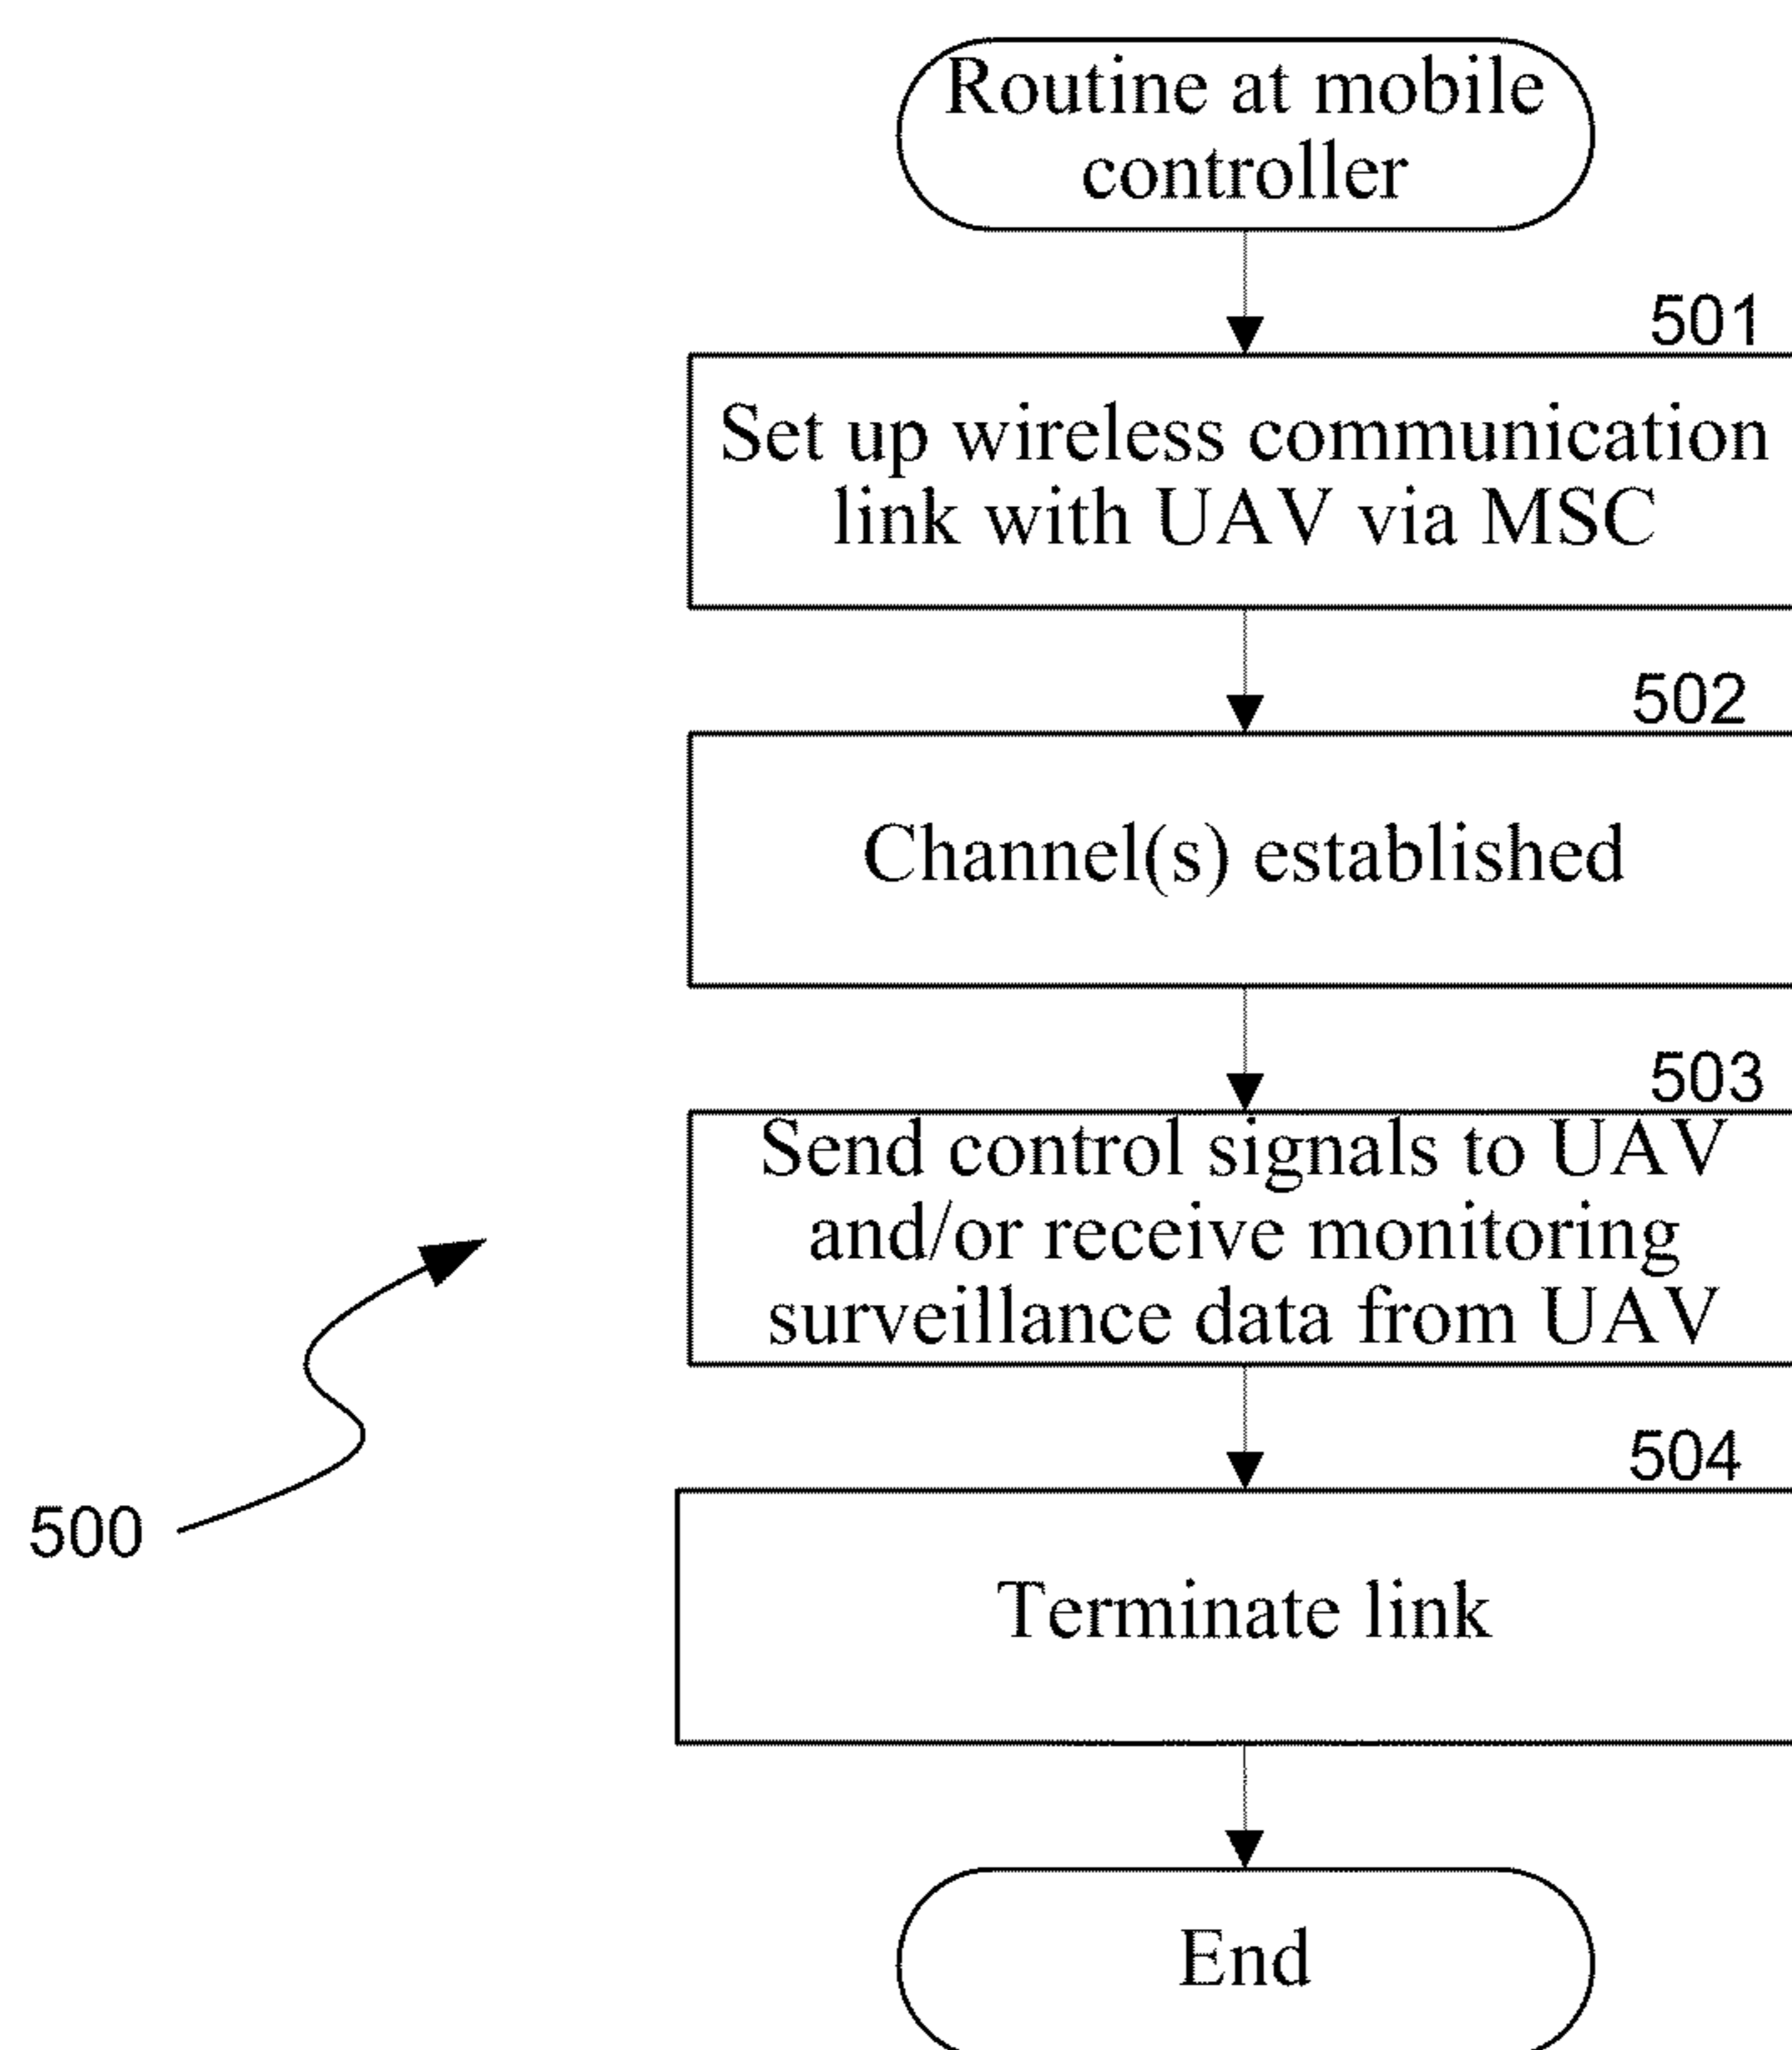 Routine at mobile
controller
501
Set up wireless communication
link with UAV via MSC
502
Channel(s) established
503
Send control signals to UAV
and/or receive monitoring
surveillance data from UAV
504
Terminate link
500
End